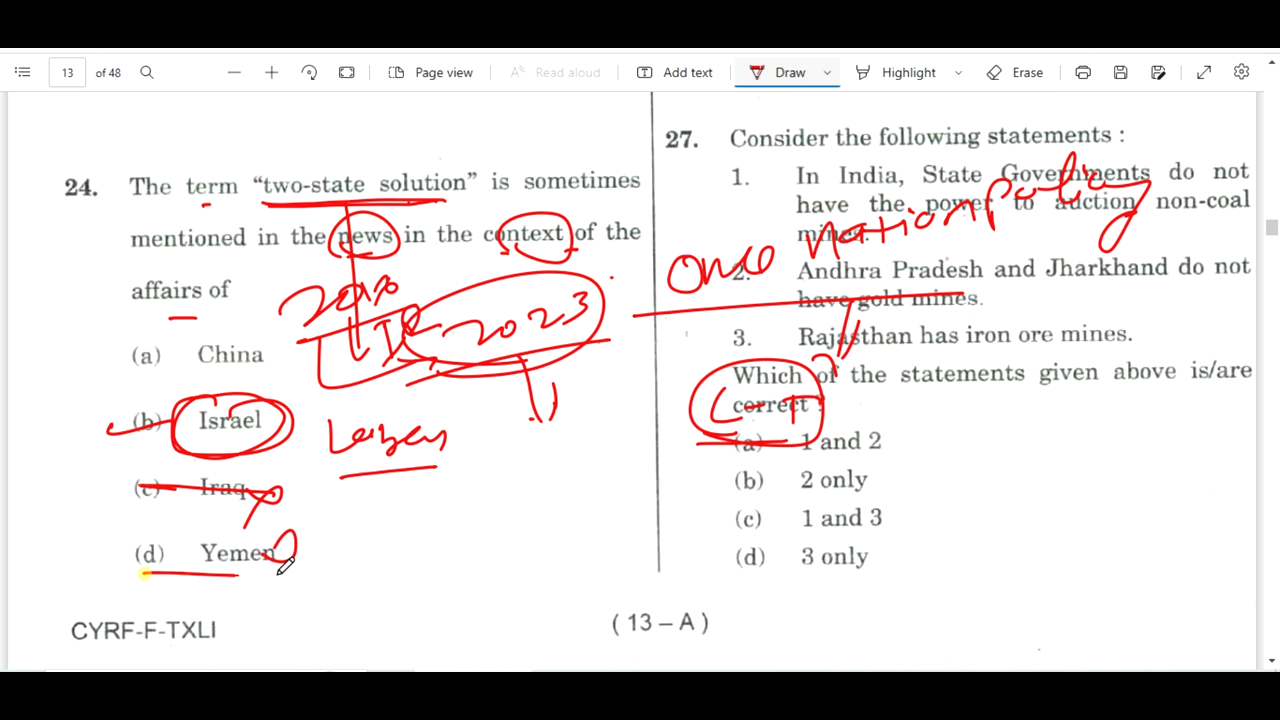 13 of 48
Page view
Read aloud
Add text
Draw
Highlight
Erase
24. The term “two-state solution” is sometimes
mentioned in the news in the context of the
affairs of
(a) China
(b) Israel
(c) Iraq
(d) Yemen
2023
CYRF-F-TXLI
( 13 – A )
27. Consider the following statements :
1. In India, State Governments do not
have the power to auction non-coal
mines.
2. Andhra Pradesh and Jharkhand do not
have gold mines.
3. Rajasthan has iron ore mines.
Which of the statements given above is/are
correct ?
(a) 1 and 2
(b) 2 only
(c) 1 and 3
(d) 3 only